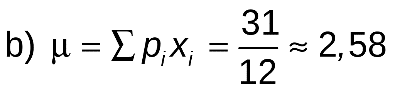 b) μ = ∑ pᵢxᵢ = 31/12 ≈ 2,58